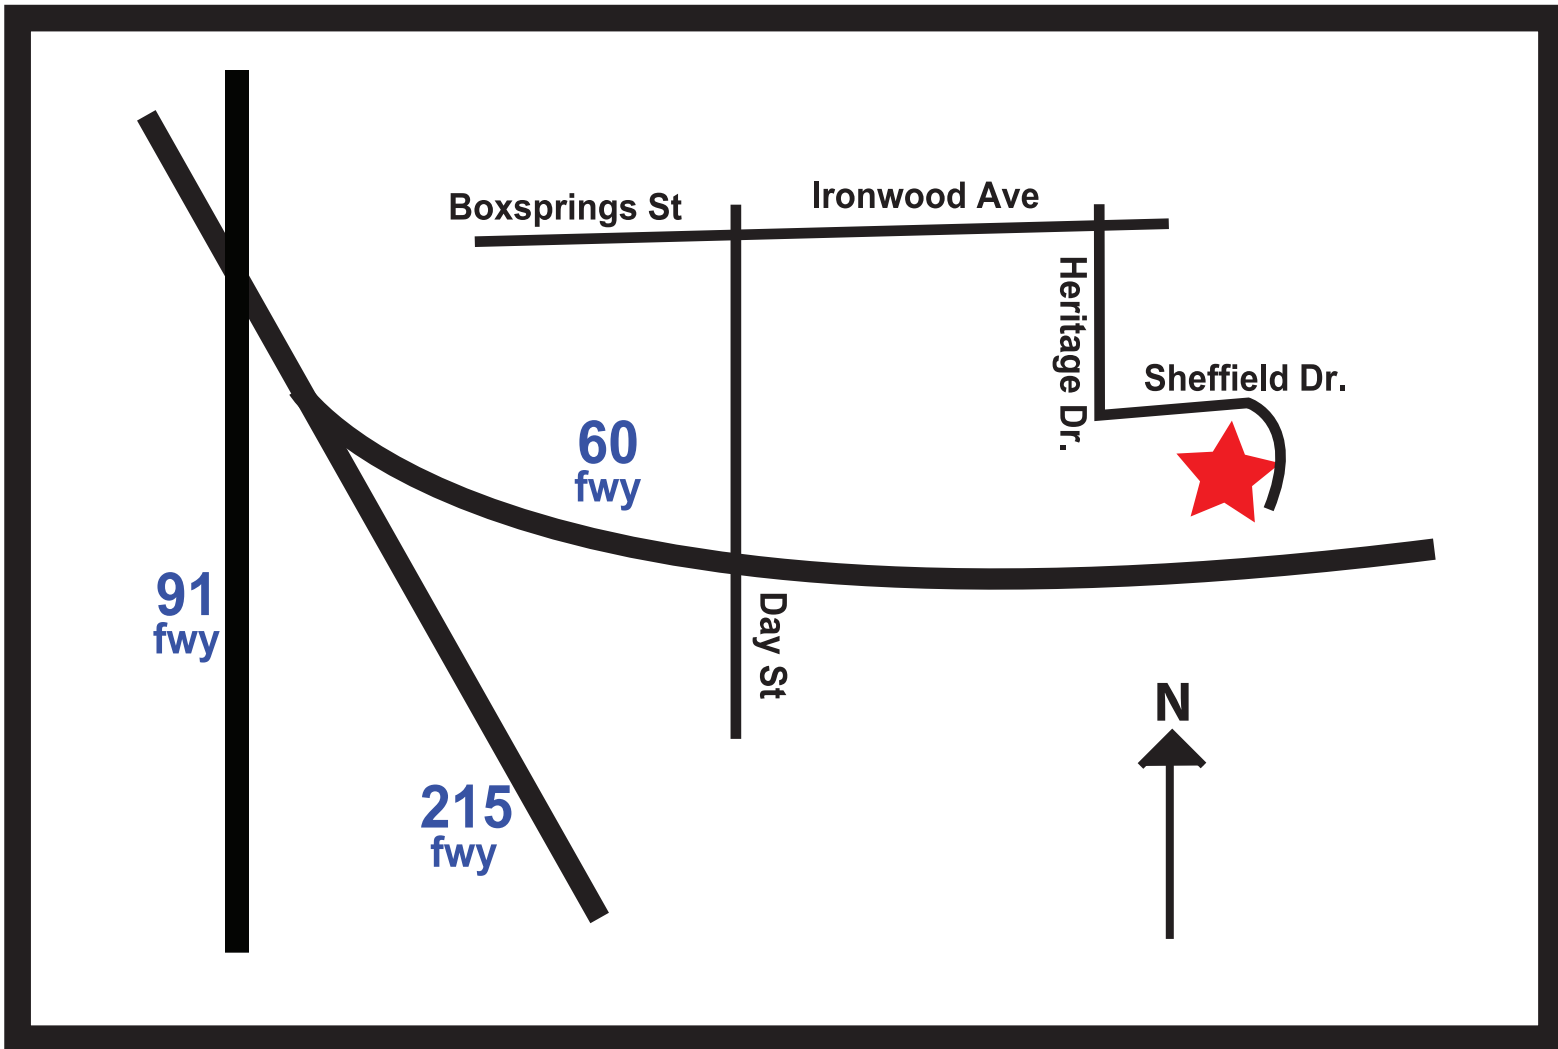 Boxsprings St
Ironwood Ave
Heritage Dr.
Sheffield Dr.
60
fwy
91
fwy
Day St
N
215
fwy